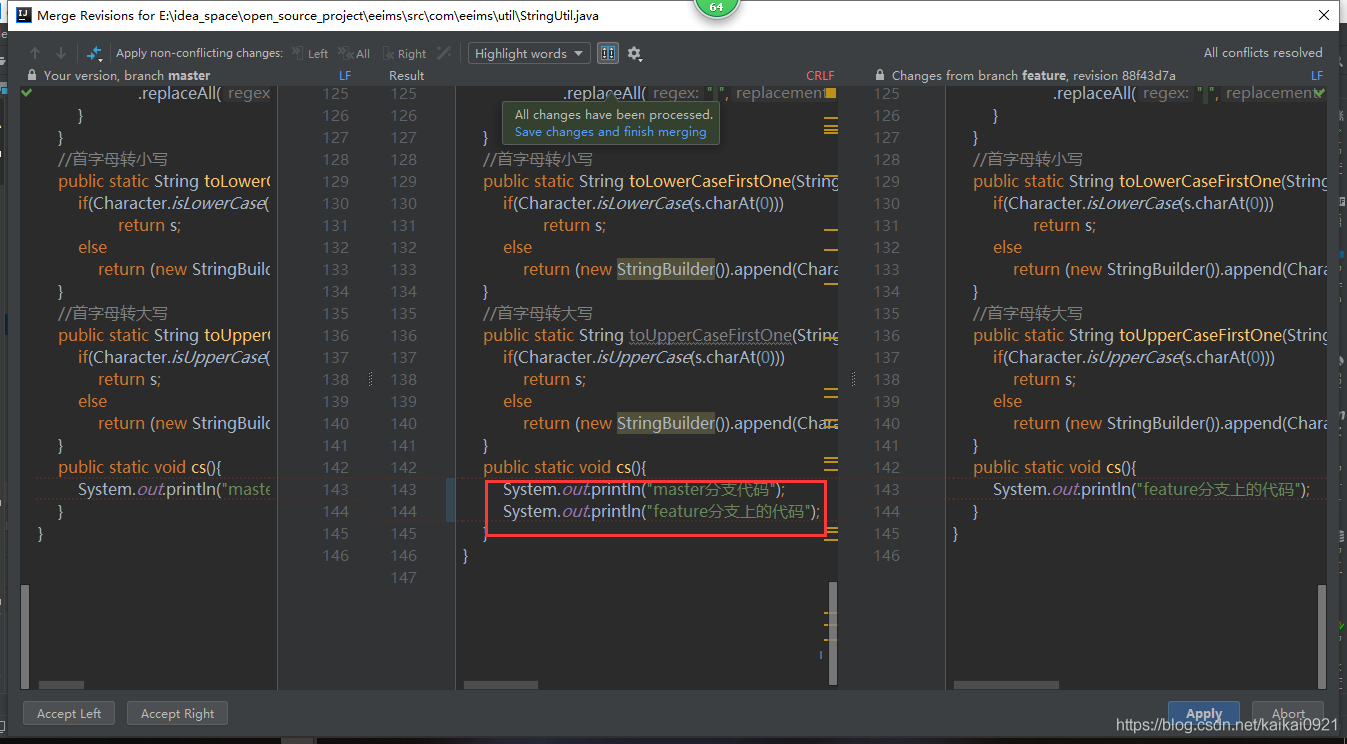 Merge Revisions for E:\idea_space\open_source_project\eeims\src\com\eeims\util\StringUtil.java
64
Apply non-conflicting changes: Left All Right Highlight words All conflicts resolved
Your version, branch master LF Result CRLF Changes from branch feature, revision 88f43d7a LF
.replaceAll( regex 125 125 .replaceAll( regex: " ", replacement 125 .replaceAll( regex: " ", replacement
} 126 126 126 }
All changes have been processed.
Save changes and finish merging
} 127 127 } 127 }
//首字母转小写 128 128 //首字母转小写 128 //首字母转小写
public static String toLower 129 129 public static String toLowerCaseFirstOne(String 129 public static String toLowerCaseFirstOne(String
if(Character.isLowerCase( 130 130 if(Character.isLowerCase(s.charAt(0))) 130 if(Character.isLowerCase(s.charAt(0)))
return s; 131 131 return s; 131 return s;
else 132 132 else 132 else
return (new StringBuild 133 133 return (new StringBuilder()).append(Chara 133 return (new StringBuilder()).append(Chara
} 134 134 } 134 }
//首字母转大写 135 135 //首字母转大写 135 //首字母转大写
public static String toUpper 136 136 public static String toUpperCaseFirstOne(String 136 public static String toUpperCaseFirstOne(String
if(Character.isUpperCase( 137 137 if(Character.isUpperCase(s.charAt(0))) 137 if(Character.isUpperCase(s.charAt(0)))
return s; 138 138 return s; 138 return s;
else 139 139 else 139 else
return (new StringBuild 140 140 return (new StringBuilder()).append(Chara 140 return (new StringBuilder()).append(Chara
} 141 141 } 141 }
public static void cs(){ 142 142 public static void cs(){ 142 public static void cs(){
System.out.println("maste 143 143 System.out.println("master分支代码"); 143 System.out.println("feature分支上的代码");
} 144 144 System.out.println("feature分支上的代码"); 144 }
} 145 145 } 145 }
146 146 } 146
147
Accept Left Accept Right Apply Abort
https://blog.csdn.net/kaikai0921